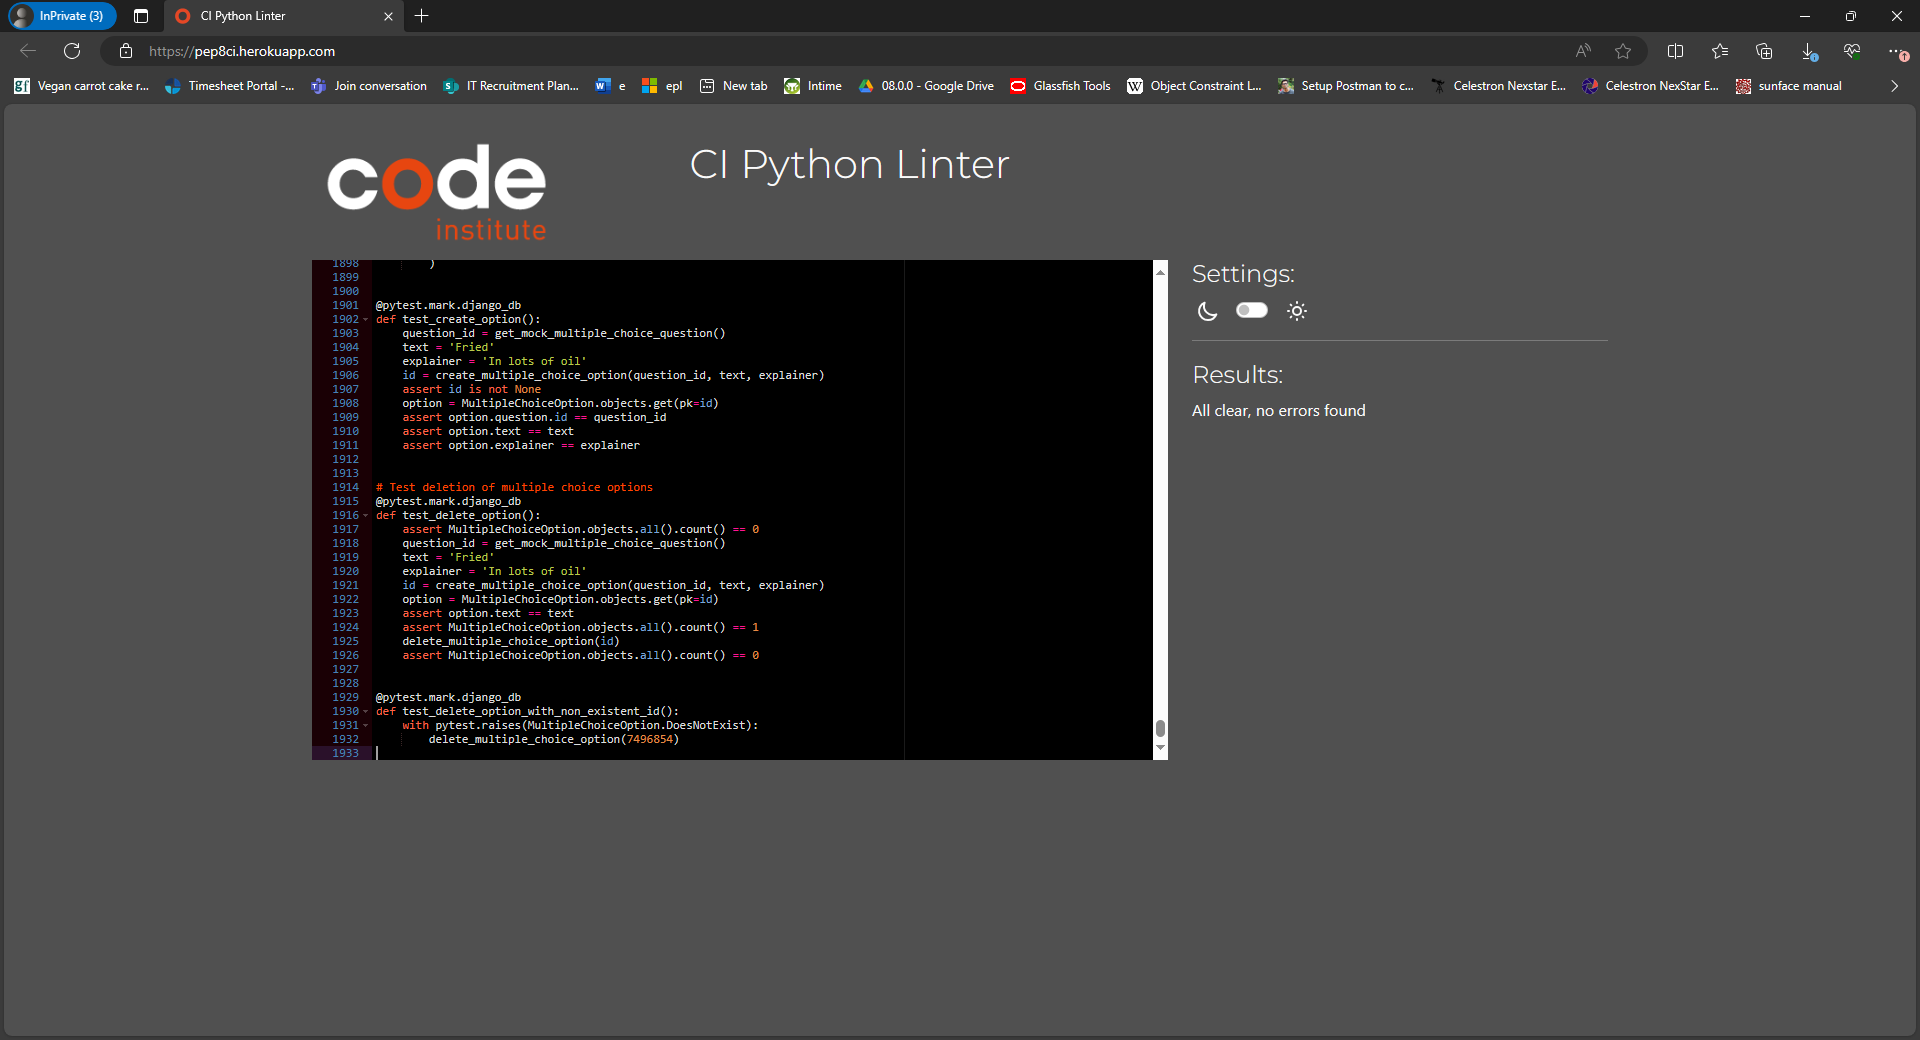 InPrivate (3)
CI Python Linter
https://pep8ci.herokuapp.com
Vegan carrot cake r...
Timesheet Portal -...
Join conversation
IT Recruitment Plan...
e
epl
New tab
Intime
08.0.0 - Google Drive
Glassfish Tools
Object Constraint L...
Setup Postman to c...
Celestron Nexstar E...
Celestron NexStar E...
sunface manual
code
institute
CI Python Linter
1898 )
1899
1900
1901 @pytest.mark.django_db
1902 def test_create_option():
1903 question_id = get_mock_multiple_choice_question()
1904 text = 'Fried'
1905 explainer = 'In lots of oil'
1906 id = create_multiple_choice_option(question_id, text, explainer)
1907 assert id is not None
1908 option = MultipleChoiceOption.objects.get(pk=id)
1909 assert option.question.id == question_id
1910 assert option.text == text
1911 assert option.explainer == explainer
1912
1913
1914 # Test deletion of multiple choice options
1915 @pytest.mark.django_db
1916 def test_delete_option():
1917 assert MultipleChoiceOption.objects.all().count() == 0
1918 question_id = get_mock_multiple_choice_question()
1919 text = 'Fried'
1920 explainer = 'In lots of oil'
1921 id = create_multiple_choice_option(question_id, text, explainer)
1922 option = MultipleChoiceOption.objects.get(pk=id)
1923 assert option.text == text
1924 assert MultipleChoiceOption.objects.all().count() == 1
1925 delete_multiple_choice_option(id)
1926 assert MultipleChoiceOption.objects.all().count() == 0
1927
1928
1929 @pytest.mark.django_db
1930 def test_delete_option_with_non_existent_id():
1931 with pytest.raises(MultipleChoiceOption.DoesNotExist):
1932 delete_multiple_choice_option(7496854)
1933
Settings:
Results:
All clear, no errors found